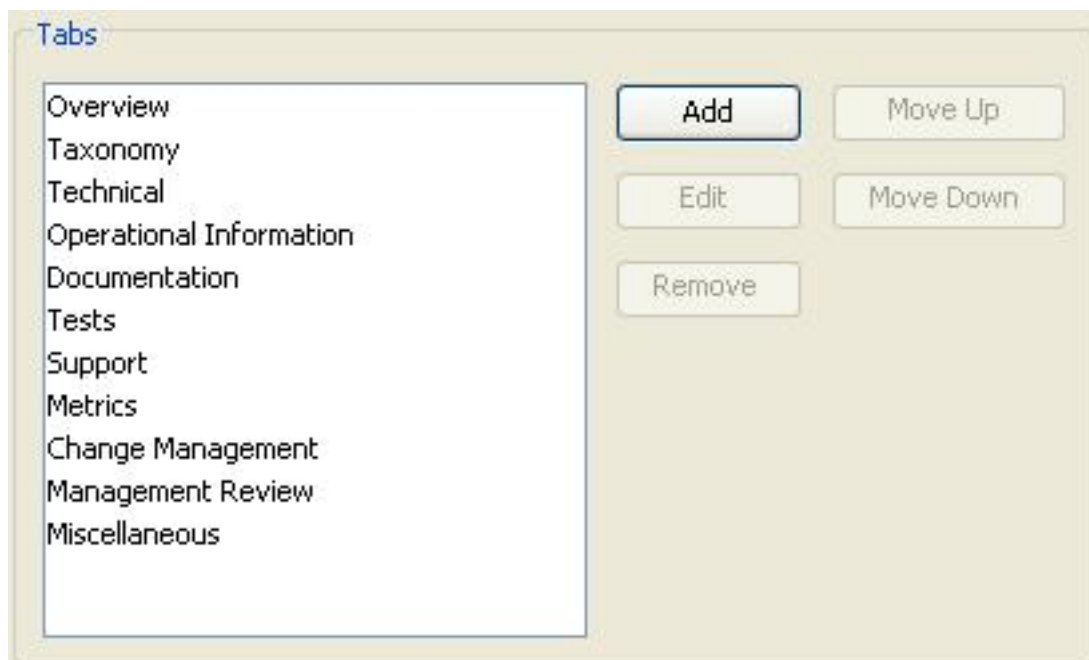 Tabs
Overview
Taxonomy
Technical
Operational Information
Documentation
Tests
Support
Metrics
Change Management
Management Review
Miscellaneous
Add
Move Up
Edit
Move Down
Remove